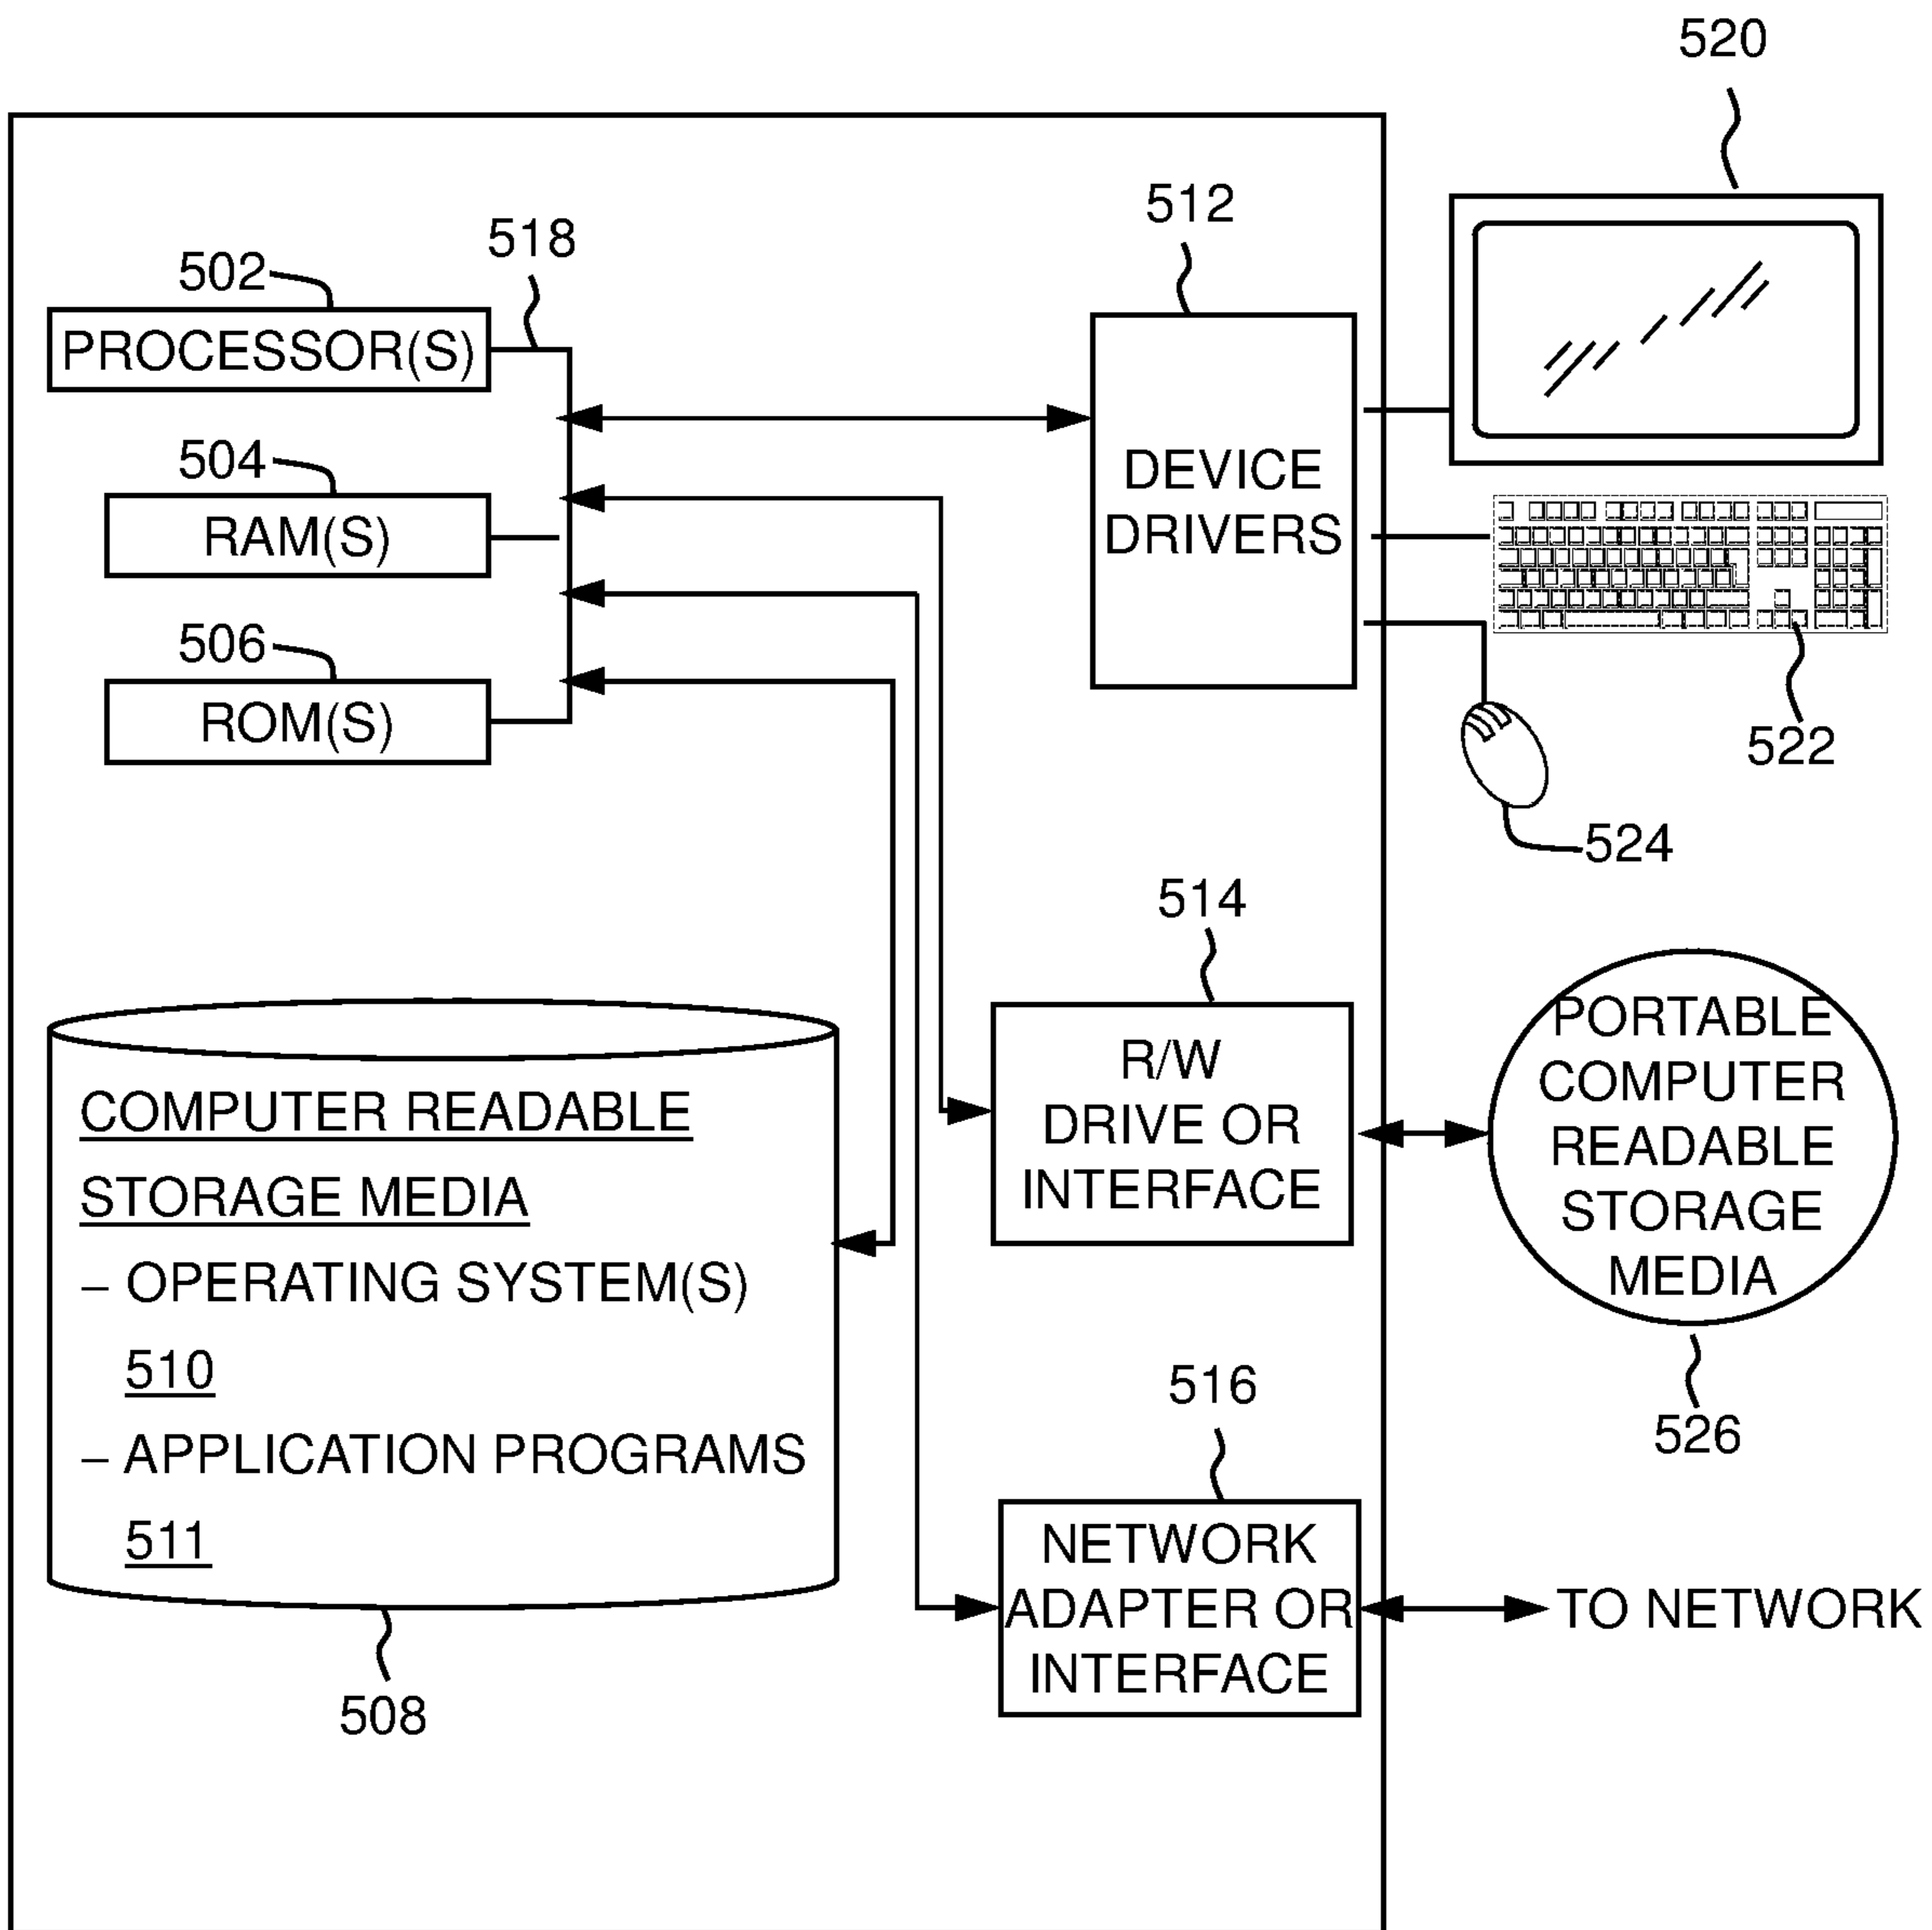 520
512
518
502
PROCESSOR(S)
504
RAM(S)
506
ROM(S)
DEVICE
DRIVERS
522
524
514
R/W
DRIVE OR
INTERFACE
PORTABLE
COMPUTER
READABLE
STORAGE
MEDIA
526
COMPUTER READABLE
STORAGE MEDIA
– OPERATING SYSTEM(S)
510
– APPLICATION PROGRAMS
511
508
516
NETWORK
ADAPTER OR
INTERFACE
TO NETWORK